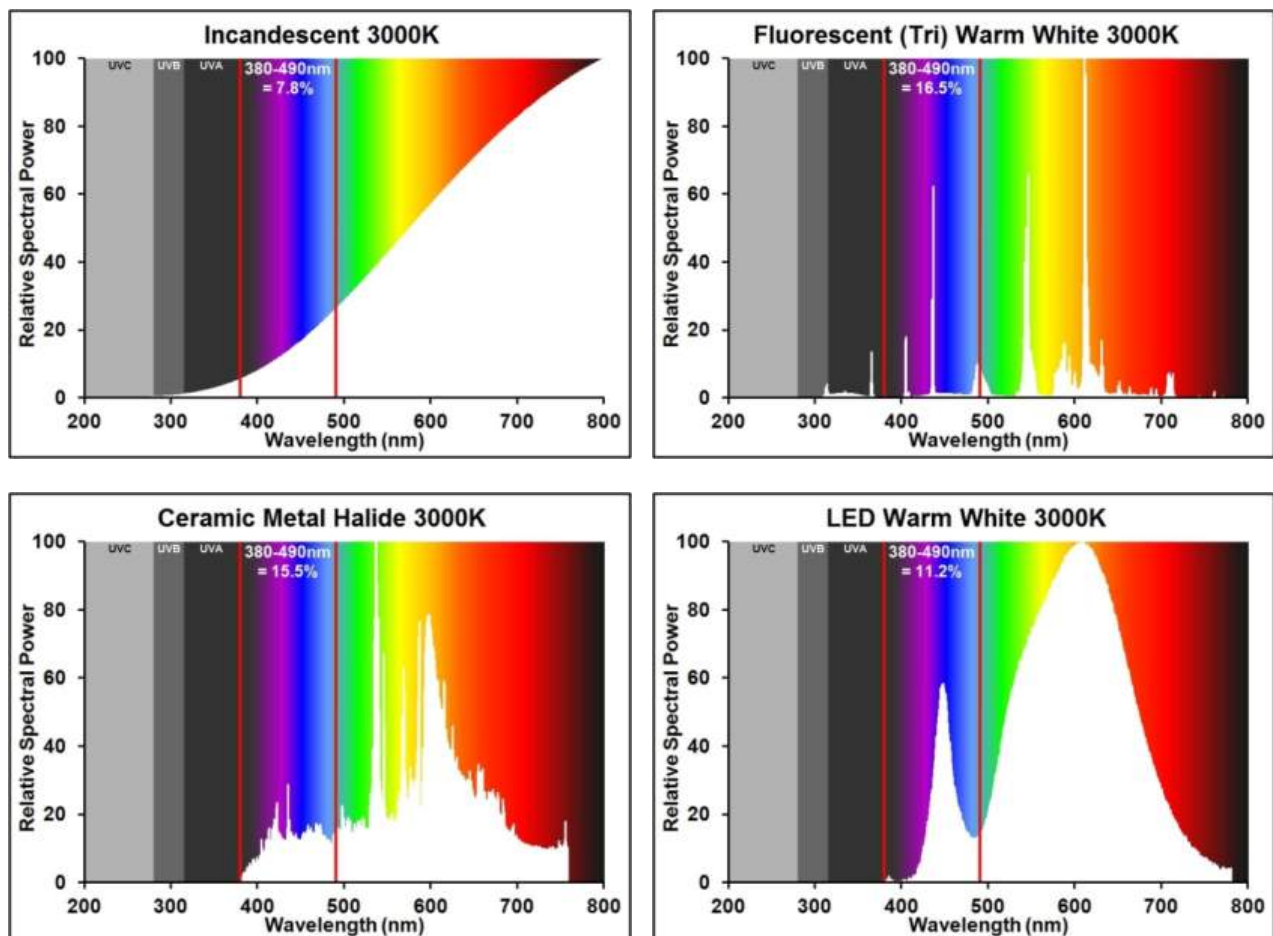 Incandescent 3000K
UVC UVB UVA 380-490nm
= 7.8%
Relative Spectral Power
100
80
60
40
20
0
200 300 400 500 600 700 800
Wavelength (nm)
Fluorescent (Tri) Warm White 3000K
UVC UVB UVA 380-490nm
= 16.5%
Relative Spectral Power
100
80
60
40
20
0
200 300 400 500 600 700 800
Wavelength (nm)
Ceramic Metal Halide 3000K
UVC UVB UVA 380-490nm
= 15.5%
Relative Spectral Power
100
80
60
40
20
0
200 300 400 500 600 700 800
Wavelength (nm)
LED Warm White 3000K
UVC UVB UVA 380-490nm
= 11.2%
Relative Spectral Power
100
80
60
40
20
0
200 300 400 500 600 700 800
Wavelength (nm)